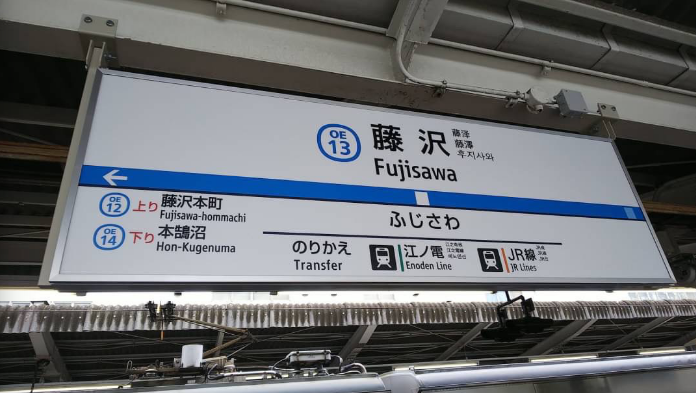 OE
13
藤沢
藤泽
藤澤
후지사와
Fujisawa
OE
12
上り
藤沢本町
Fujisawa-hommachi
OE
14
下り
本鵠沼
Hon-Kugenuma
ふじさわ
のりかえ
Transfer
江ノ電
Enoden Line
JR線
JR Lines